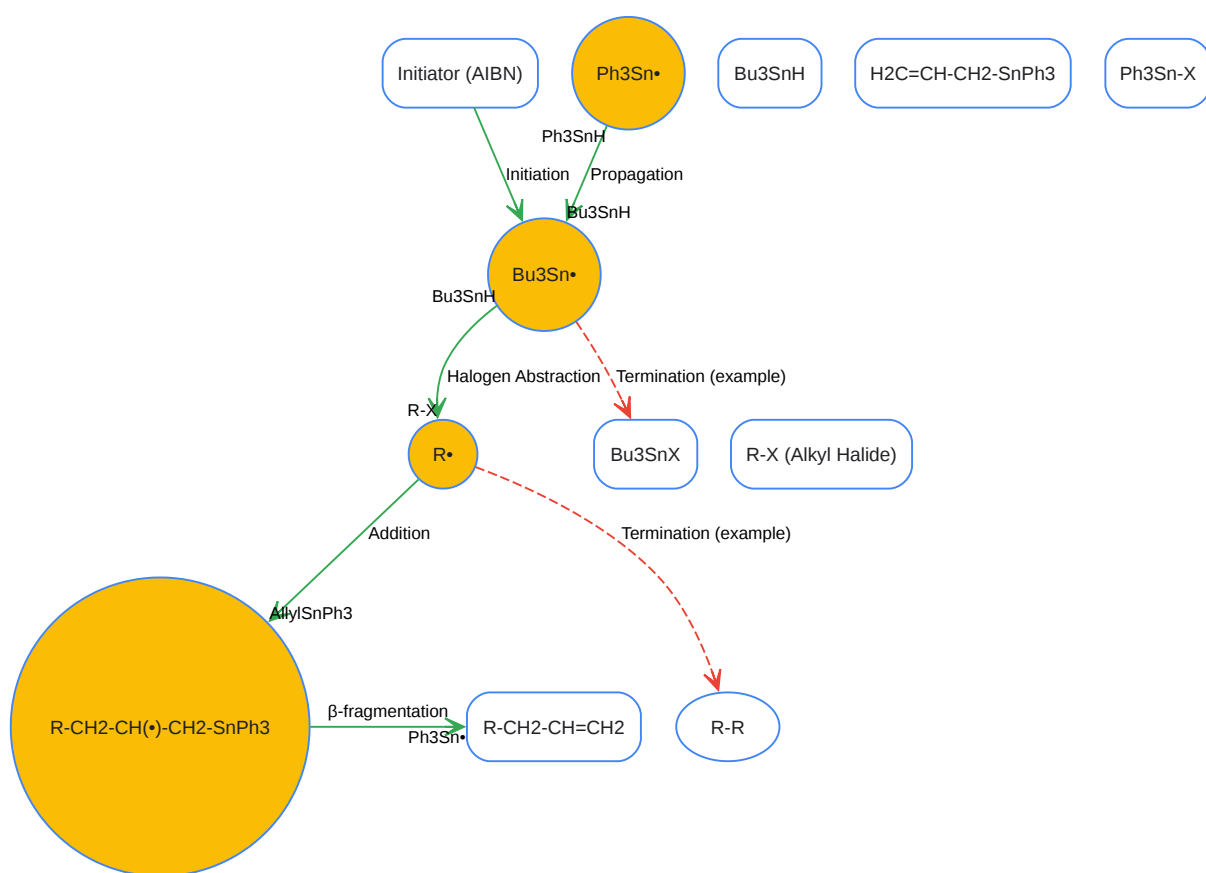 Initiator (AIBN)
Ph3Sn•
Bu3SnH
H2C=CH-CH2-SnPh3
Ph3Sn-X
Ph3SnH
Initiation
Propagation
Bu3SnH
Bu3Sn•
Bu3SnH
Halogen Abstraction
Termination (example)
R-X
R•
Bu3SnX
R-X (Alkyl Halide)
Addition
Termination (example)
AllylSnPh3
β-fragmentation
R-CH2-CH(•)-CH2-SnPh3
Ph3Sn•
R-CH2-CH=CH2
R-R